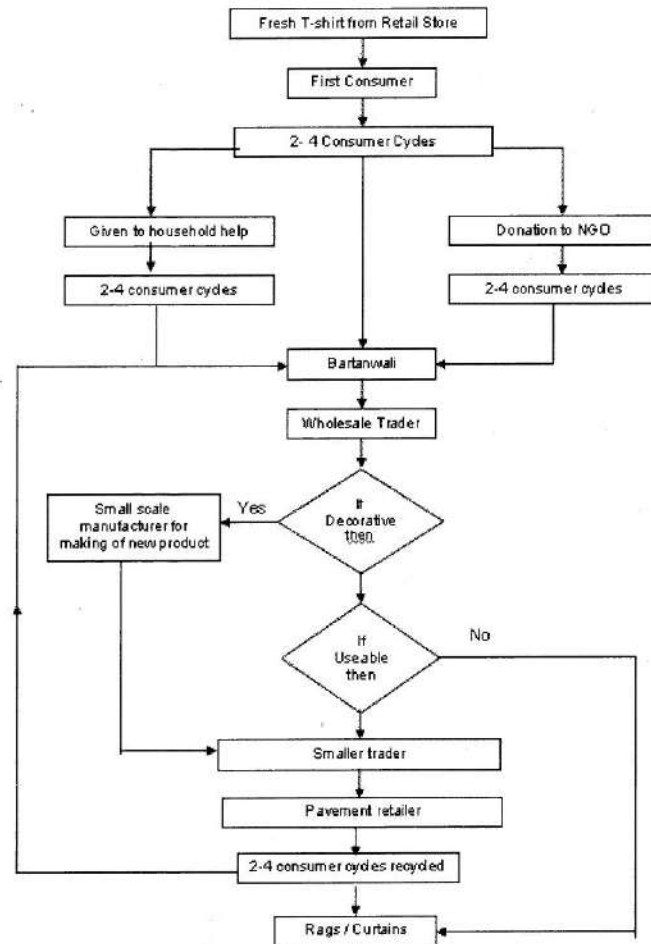 Fresh T-shirt from Retail Store
First Consumer
2- 4 Consumer Cycles
Given to household help
Donation to NGO
2-4 consumer cycles
2-4 consumer cycles
Bartanwali
Wholesale Trader
If
Decorative
then
Yes
Small scale
manufacturer for
making of new product
If
Useable
then
No
Smaller trader
Pavement retailer
2-4 consumer cycles recycled
Rags / Curtains